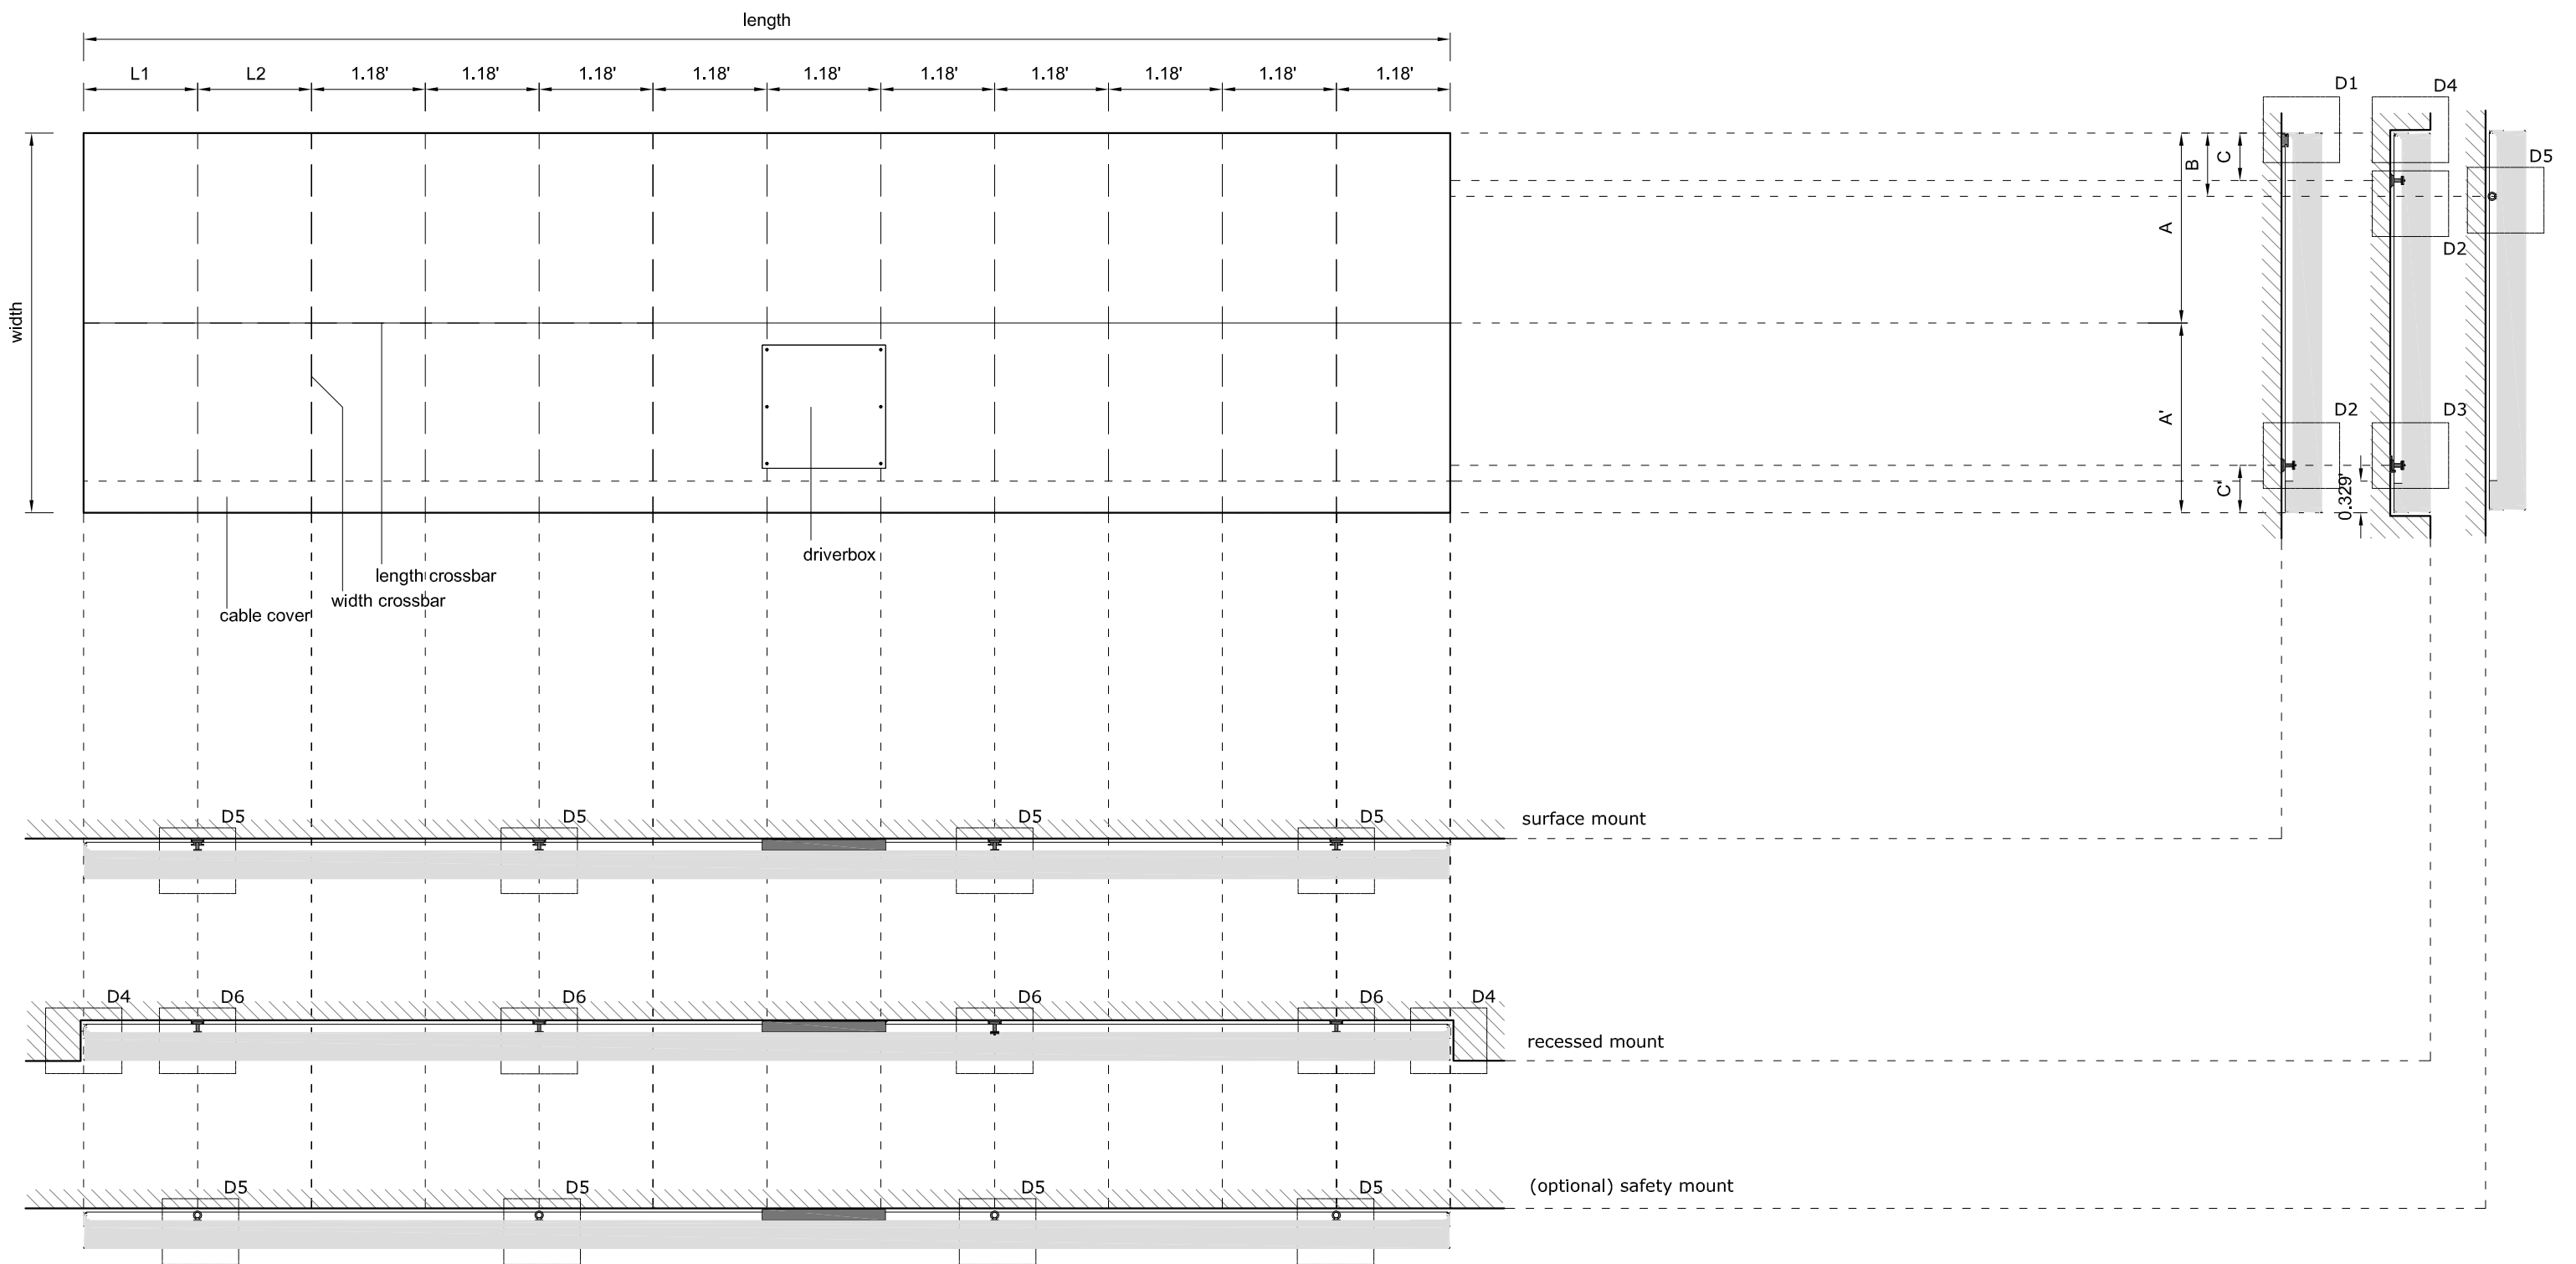 length
L1 L2 1.18' 1.18' 1.18' 1.18' 1.18' 1.18' 1.18' 1.18' 1.18' 1.18'
D1 D4
D5
B C
A
D2
width
A'
D2 D3
C'
0.329'
driverbox
length crossbar
width crossbar
cable cover
D5 D5 D5 D5
surface mount
D4 D6 D6 D6 D6 D4
recessed mount
D5 D5 D5 D5
(optional) safety mount